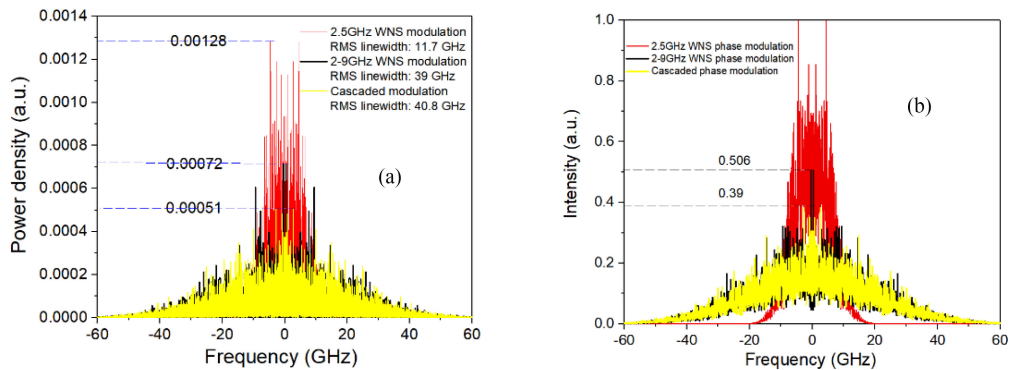 0.0014
0.0012
0.0010
0.0008
0.0006
0.0004
0.0002
0.0000
Power density (a.u.)
0.00128
0.00072
0.00051
2.5GHz WNS modulation
RMS linewidth: 11.7 GHz
2-9GHz WNS modulation
RMS linewidth: 39 GHz
Cascaded modulation
RMS linewidth: 40.8 GHz
(a)
-60 -40 -20 0 20 40 60
Frequency (GHz)
1.0
0.8
0.6
0.4
0.2
0.0
Intensity (a.u.)
2.5GHz WNS phase modulation
2-9GHz WNS phase modulation
Cascaded phase modulation
(b)
0.506
0.39
-60 -40 -20 0 20 40 60
Frequency (GHz)